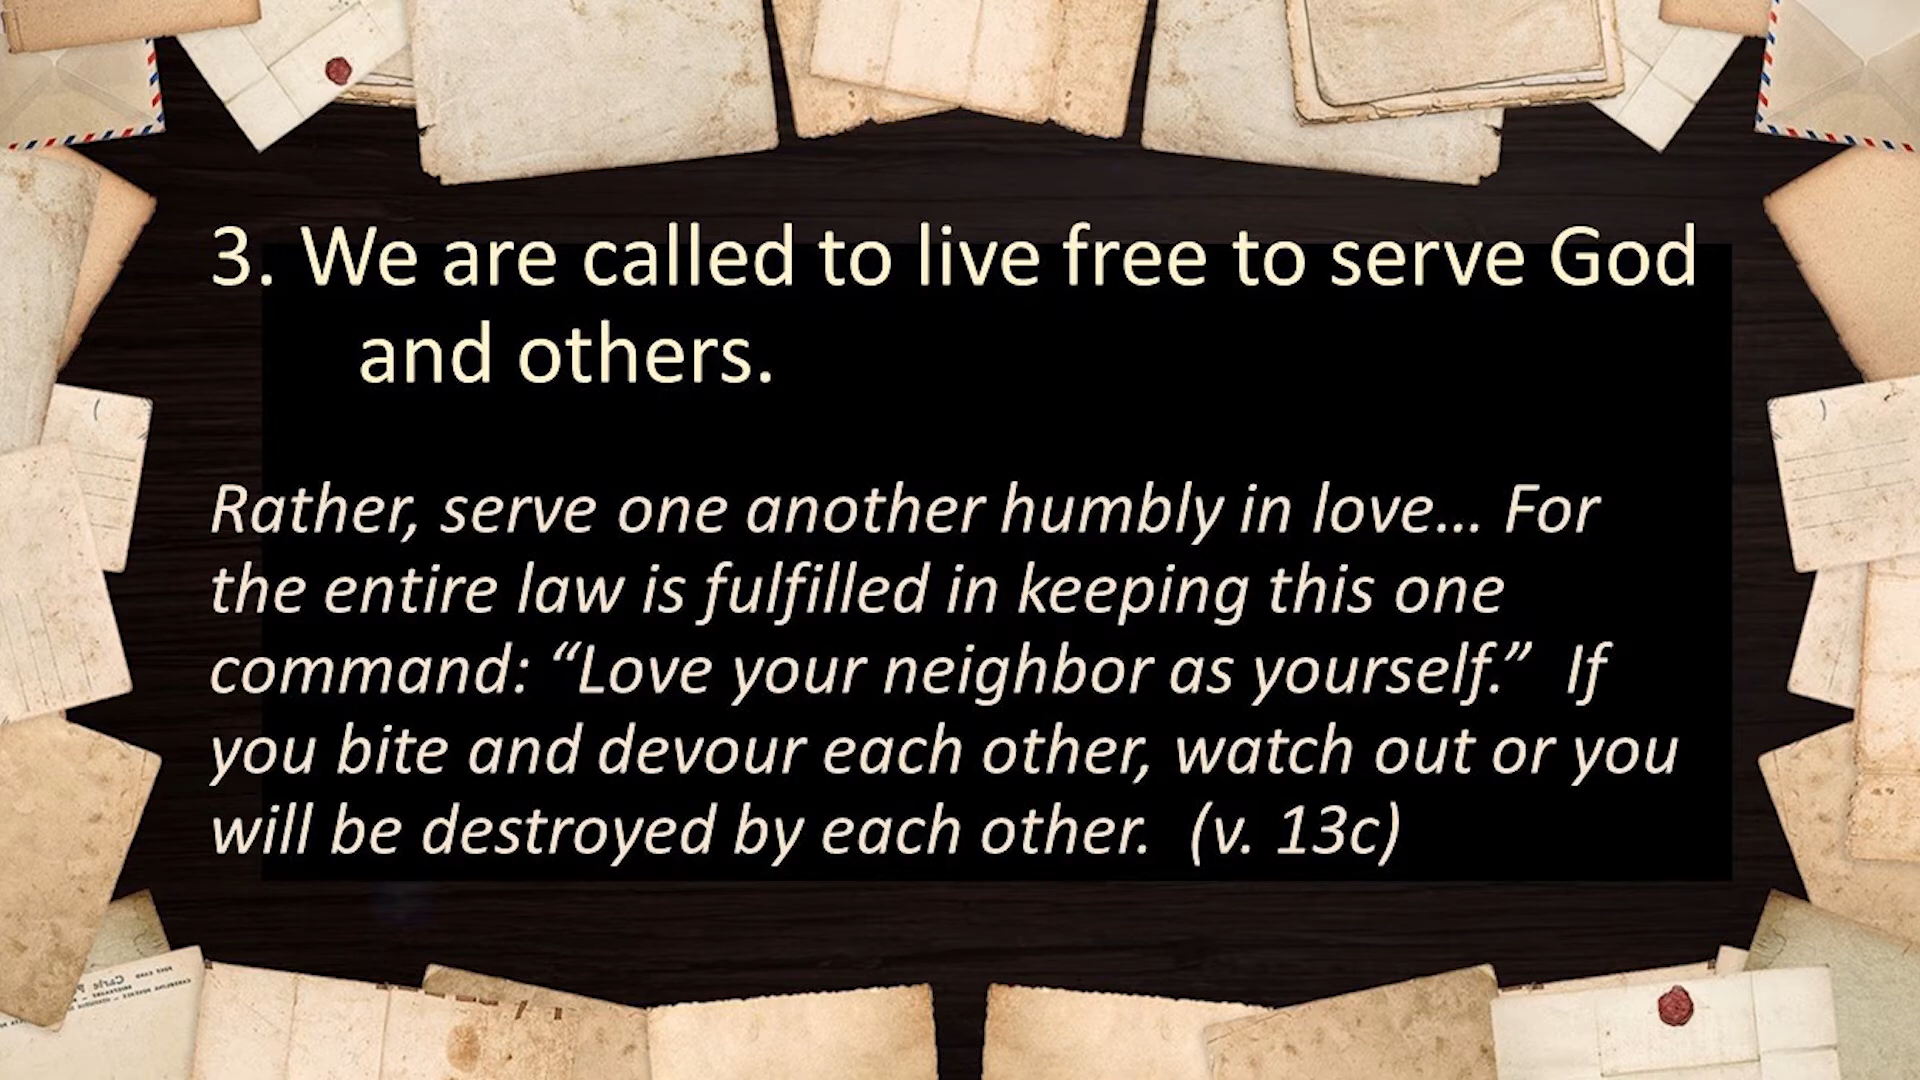 3. We are called to live free to serve God
and others.
Rather, serve one another humbly in love... For
the entire law is fulfilled in keeping this one
command: “Love your neighbor as yourself.”  If
you bite and devour each other, watch out or you
will be destroyed by each other.  (v. 13c)